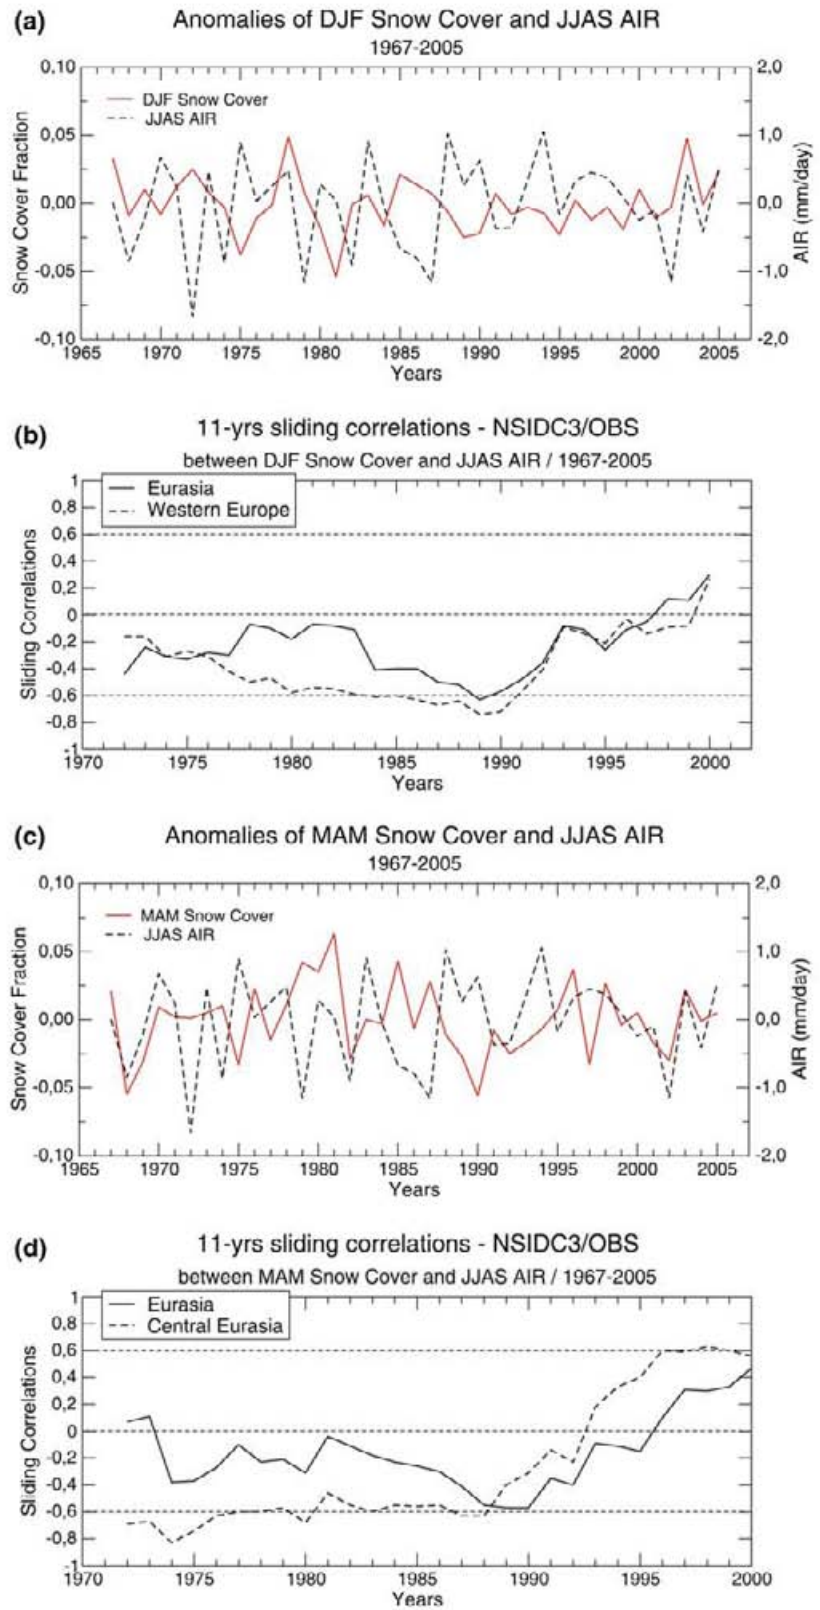 (a) Anomalies of DJF Snow Cover and JJAS AIR
1967-2005
0,10
0,05
0,00
-0,05
-0,10
Snow Cover Fraction
DJF Snow Cover
JJAS AIR
2,0
1,0
0,0
-1,0
-2,0
AIR (mm/day)
1965 1970 1975 1980 1985 1990 1995 2000 2005
Years
(b) 11-yrs sliding correlations - NSIDC3/OBS
between DJF Snow Cover and JJAS AIR / 1967-2005
1
0,8
0,6
0,4
0,2
0
-0,2
-0,4
-0,6
-0,8
-1
Sliding Correlations
Eurasia
Western Europe
1970 1975 1980 1985 1990 1995 2000
Years
(c) Anomalies of MAM Snow Cover and JJAS AIR
1967-2005
0,10
0,05
0,00
-0,05
-0,10
Snow Cover Fraction
MAM Snow Cover
JJAS AIR
2,0
1,0
0,0
-1,0
-2,0
AIR (mm/day)
1965 1970 1975 1980 1985 1990 1995 2000 2005
Years
(d) 11-yrs sliding correlations - NSIDC3/OBS
between MAM Snow Cover and JJAS AIR / 1967-2005
1
0,8
0,6
0,4
0,2
0
-0,2
-0,4
-0,6
-0,8
-1
Sliding Correlations
Eurasia
Central Eurasia
1970 1975 1980 1985 1990 1995 2000
Years